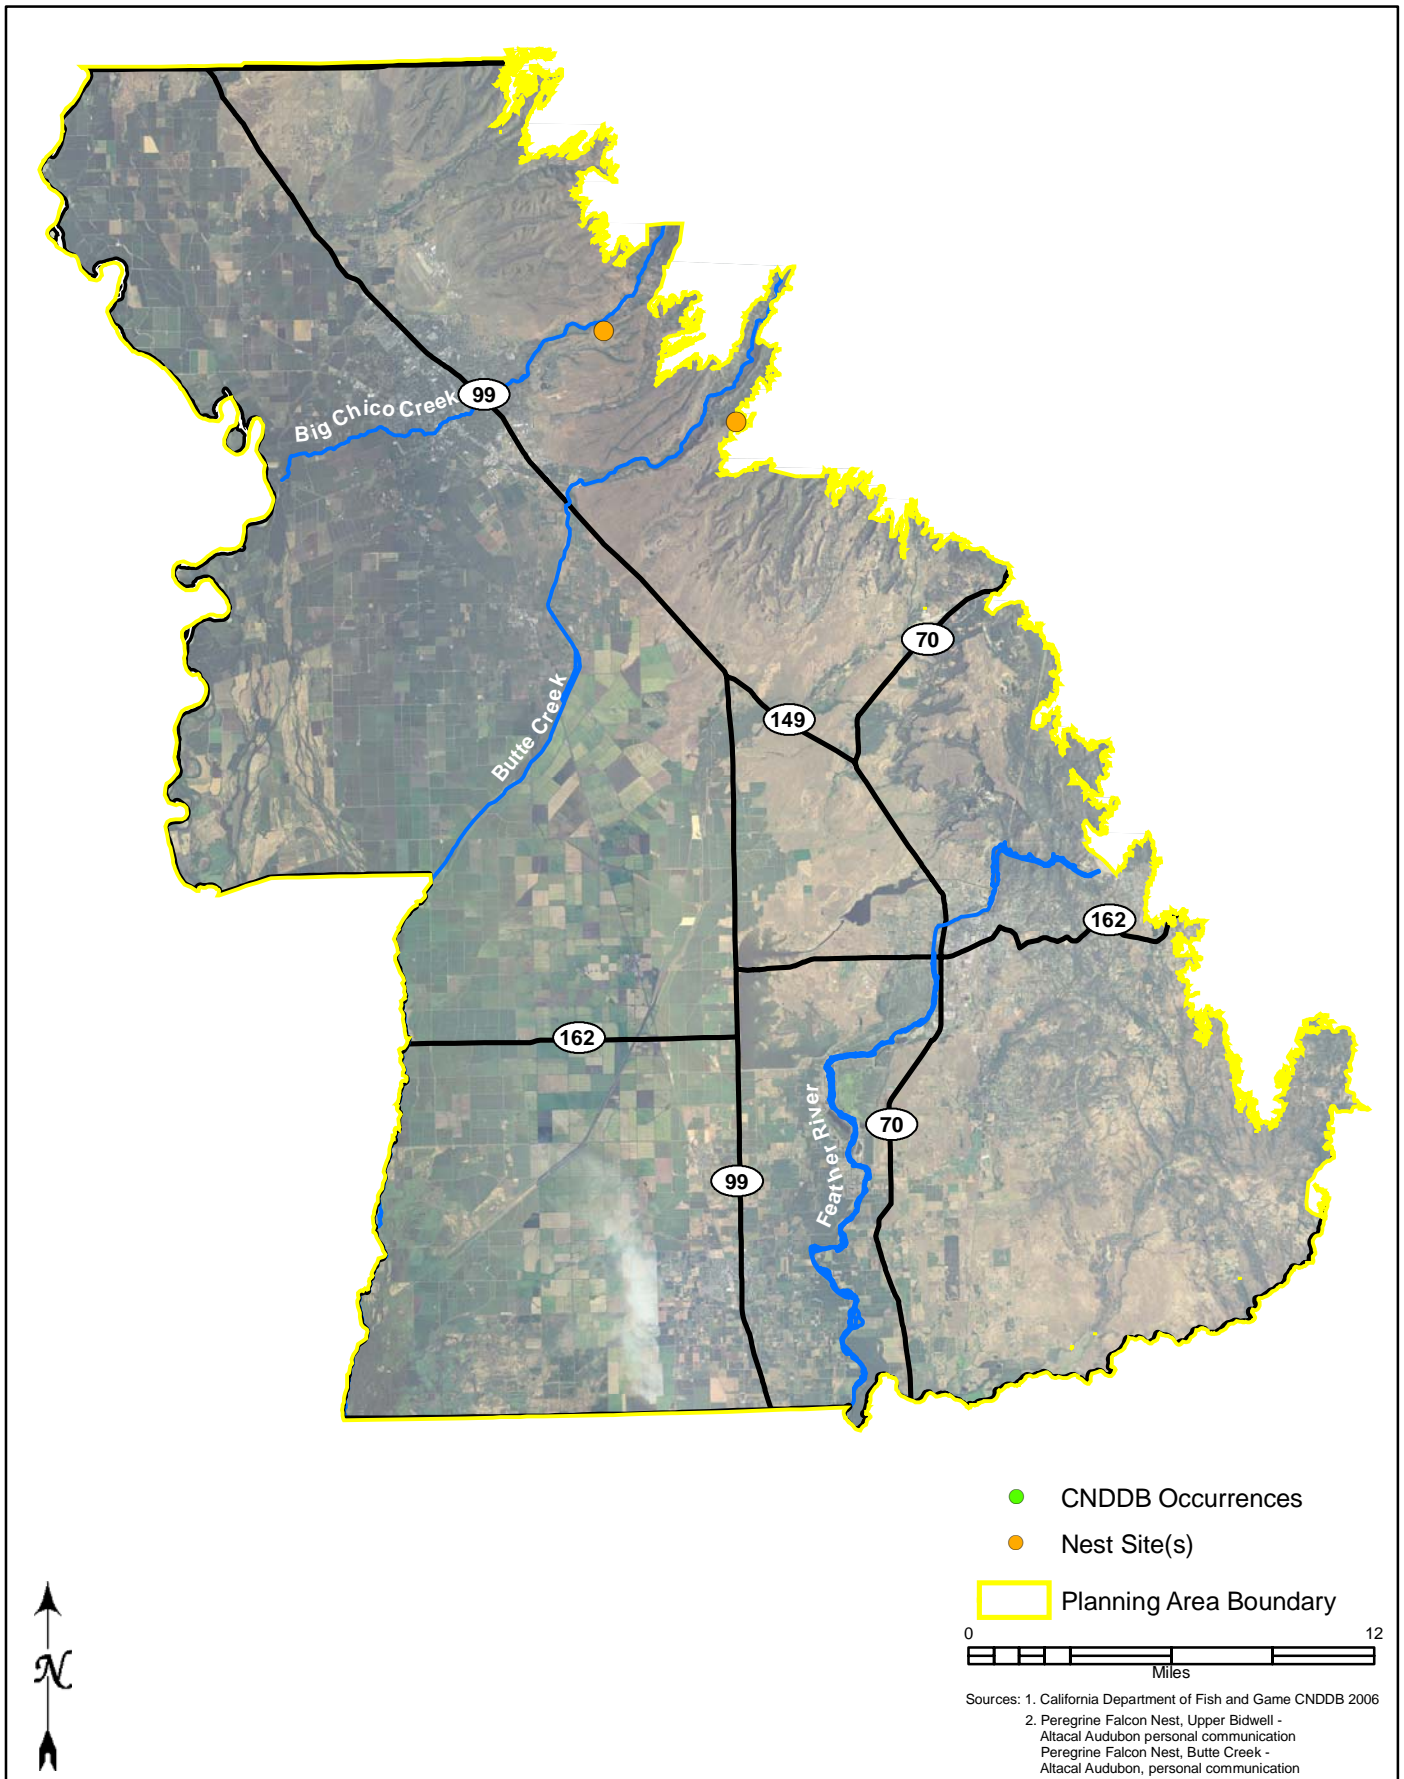 99
Big Chico Creek
70
149
Butte Creek
162
162
Feather River
70
99
CNDDB Occurrences
Nest Site(s)
Planning Area Boundary
0 12
Miles
N
Sources: 1. California Department of Fish and Game CNDDB 2006
2. Peregrine Falcon Nest, Upper Bidwell -
Altacal Audubon personal communication
Peregrine Falcon Nest, Butte Creek -
Altacal Audubon, personal communication